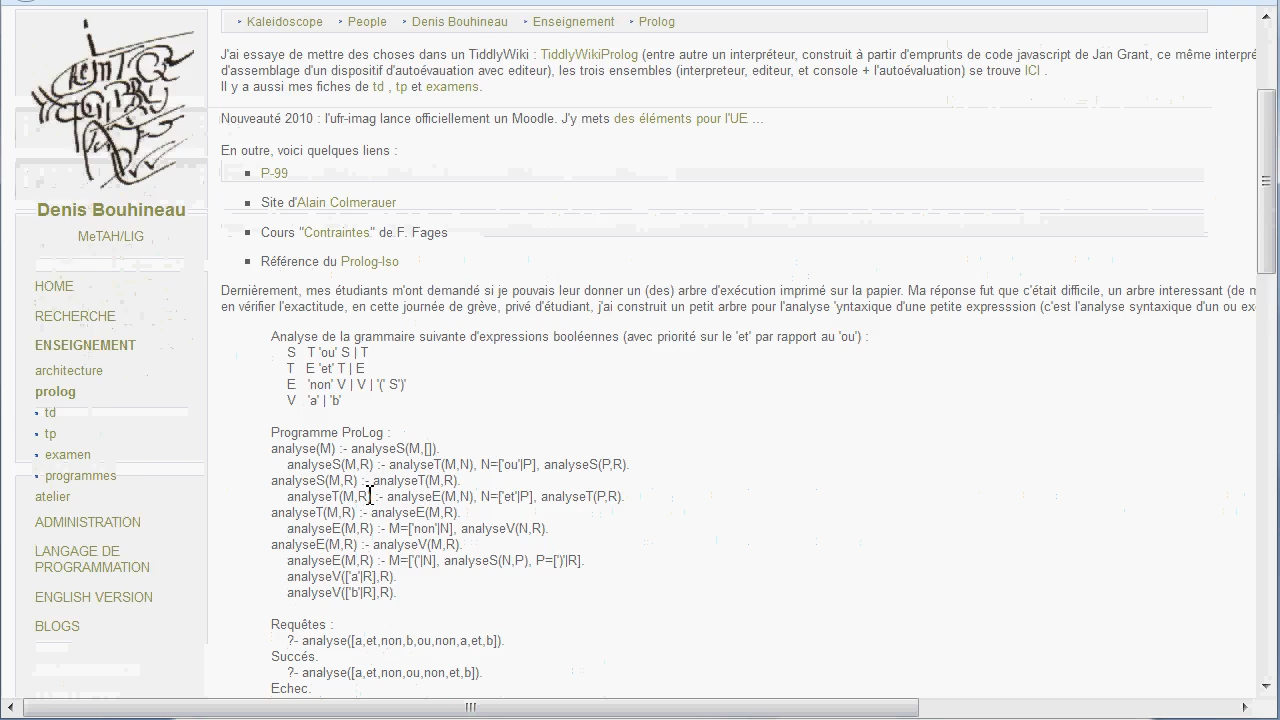 Kaleidoscope People Denis Bouhineau Enseignement Prolog
J'ai essaye de mettre des choses dans un TiddlyWiki : TiddlyWikiProlog (entre autre un interpréteur, construit a partir d'emprunts de code javascript de Jan Grant, ce même interpré
d'assemblage d'un dispositif d'autoévauation avec editeur), les trois ensembles (interpreteur, editeur, et console + l'autoévaluation) se trouve ICI .
Il y a aussi mes fiches de td , tp et examens.
Nouveauté 2010 : l'ufr-imag lance officiellement un Moodle. J'y mets des éléments pour l'UE ...
En outre, voici quelques liens :
P-99
Site d'Alain Colmerauer
Cours "Contraintes" de F. Fages
Référence du Prolog-Iso
Denis Bouhineau
MeTAH/LIG
HOME
RECHERCHE
ENSEIGNEMENT
architecture
prolog
td
tp
examen
programmes
atelier
ADMINISTRATION
LANGAGE DE
PROGRAMMATION
ENGLISH VERSION
BLOGS
Dernièrement, mes étudiants m'ont demandé si je pouvais leur donner un (des) arbre d'exécution imprimé sur la papier. Ma réponse fut que c'était difficile, un arbre interessant (de m
en vérifier l'exactitude, en cette journée de grève, privé d'étudiant, j'ai construit un petit arbre pour l'analyse 'yntaxique d'une petite expresssion (c'est l'analyse syntaxique d'un ou ex
Analyse de la grammaire suivante d'expressions booléennes (avec priorité sur le 'et' par rapport au 'ou') :
S T 'ou' S | T
T E 'et' T | E
E 'non' V | V | '(' S')'
V 'a' | 'b'
Programme ProLog :
analyse(M) :- analyseS(M,[]).
analyseS(M,R) :- analyseT(M,N), N=['ou'|P], analyseS(P,R).
analyseS(M,R) :- analyseT(M,R).
analyseT(M,R) :- analyseE(M,N), N=['et'|P], analyseT(P,R).
analyseT(M,R) :- analyseE(M,R).
analyseE(M,R) :- M=['non'|N], analyseV(N,R).
analyseE(M,R) :- analyseV(M,R).
analyseE(M,R) :- M=['('|N], analyseS(N,P), P=[')'|R].
analyseV(['a'|R],R).
analyseV(['b'|R],R).
Requêtes :
?- analyse([a,et,non,b,ou,non,a,et,b]).
Succés.
?- analyse([a,et,non,ou,non,et,b]).
Echec.